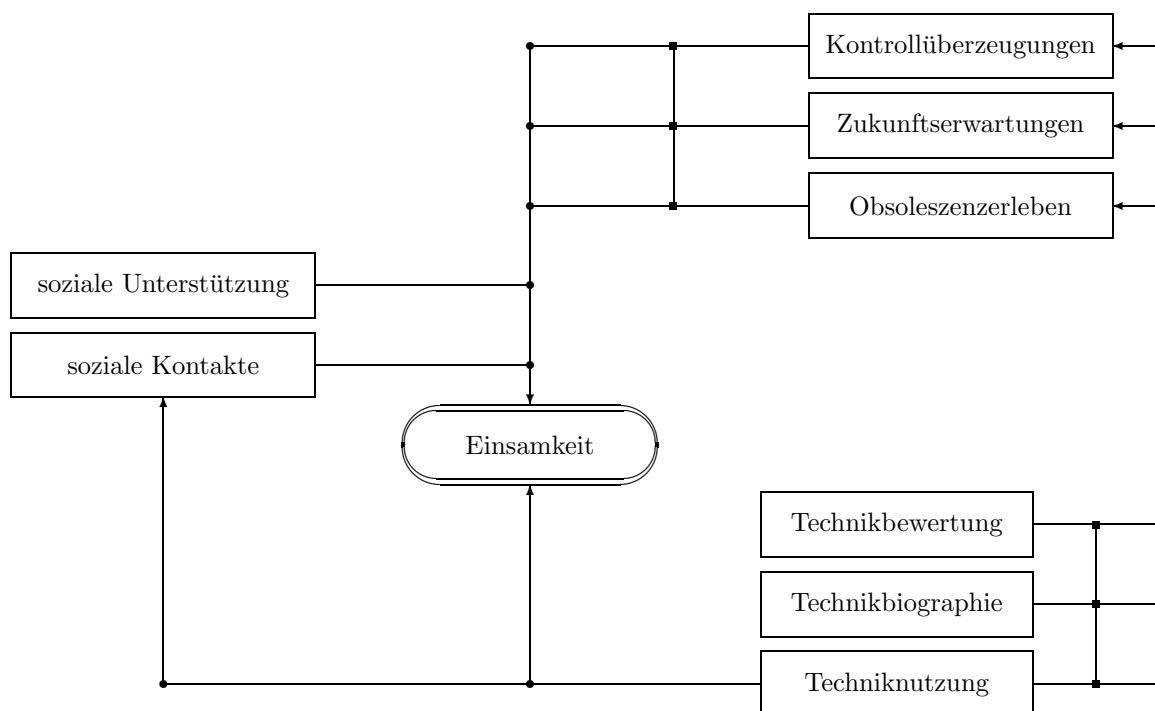 Kontrollüberzeugungen
Zukunftserwartungen
Obsoleszenzerleben
soziale Unterstützung
soziale Kontakte
Einsamkeit
Technikbewertung
Technikbiographie
Techniknutzung